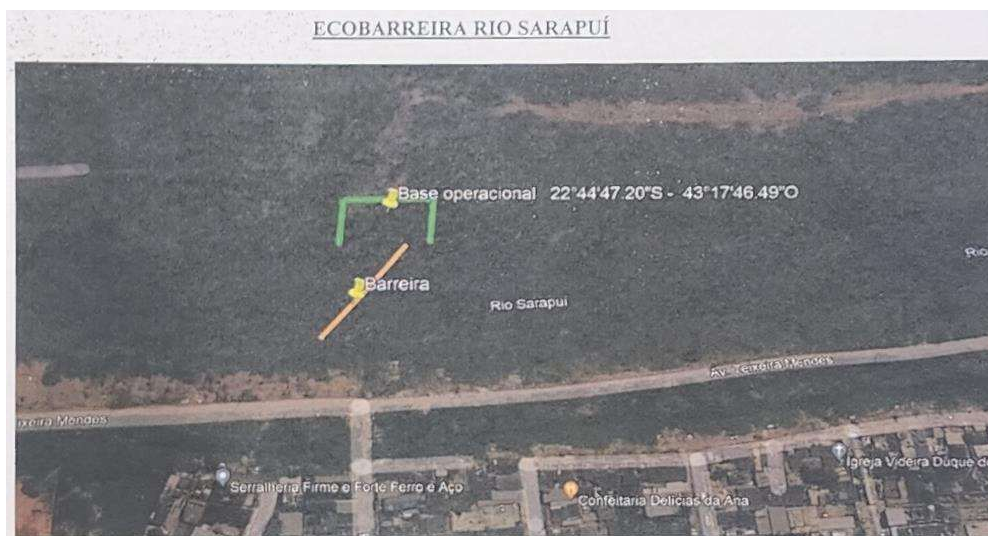 ECOBARREIRA RIO SARAPUÍ
Base operacional 22°44'47.20"S - 43°17'46.49"O
Rio
Barreira
Rio Sarapuí
Av. Teixeira Mendes
eixeira Mendes
Igreja Videira Duque de
Serralheria Firme e Forte Ferro e Aço
Confeitaria Delícias da Ana